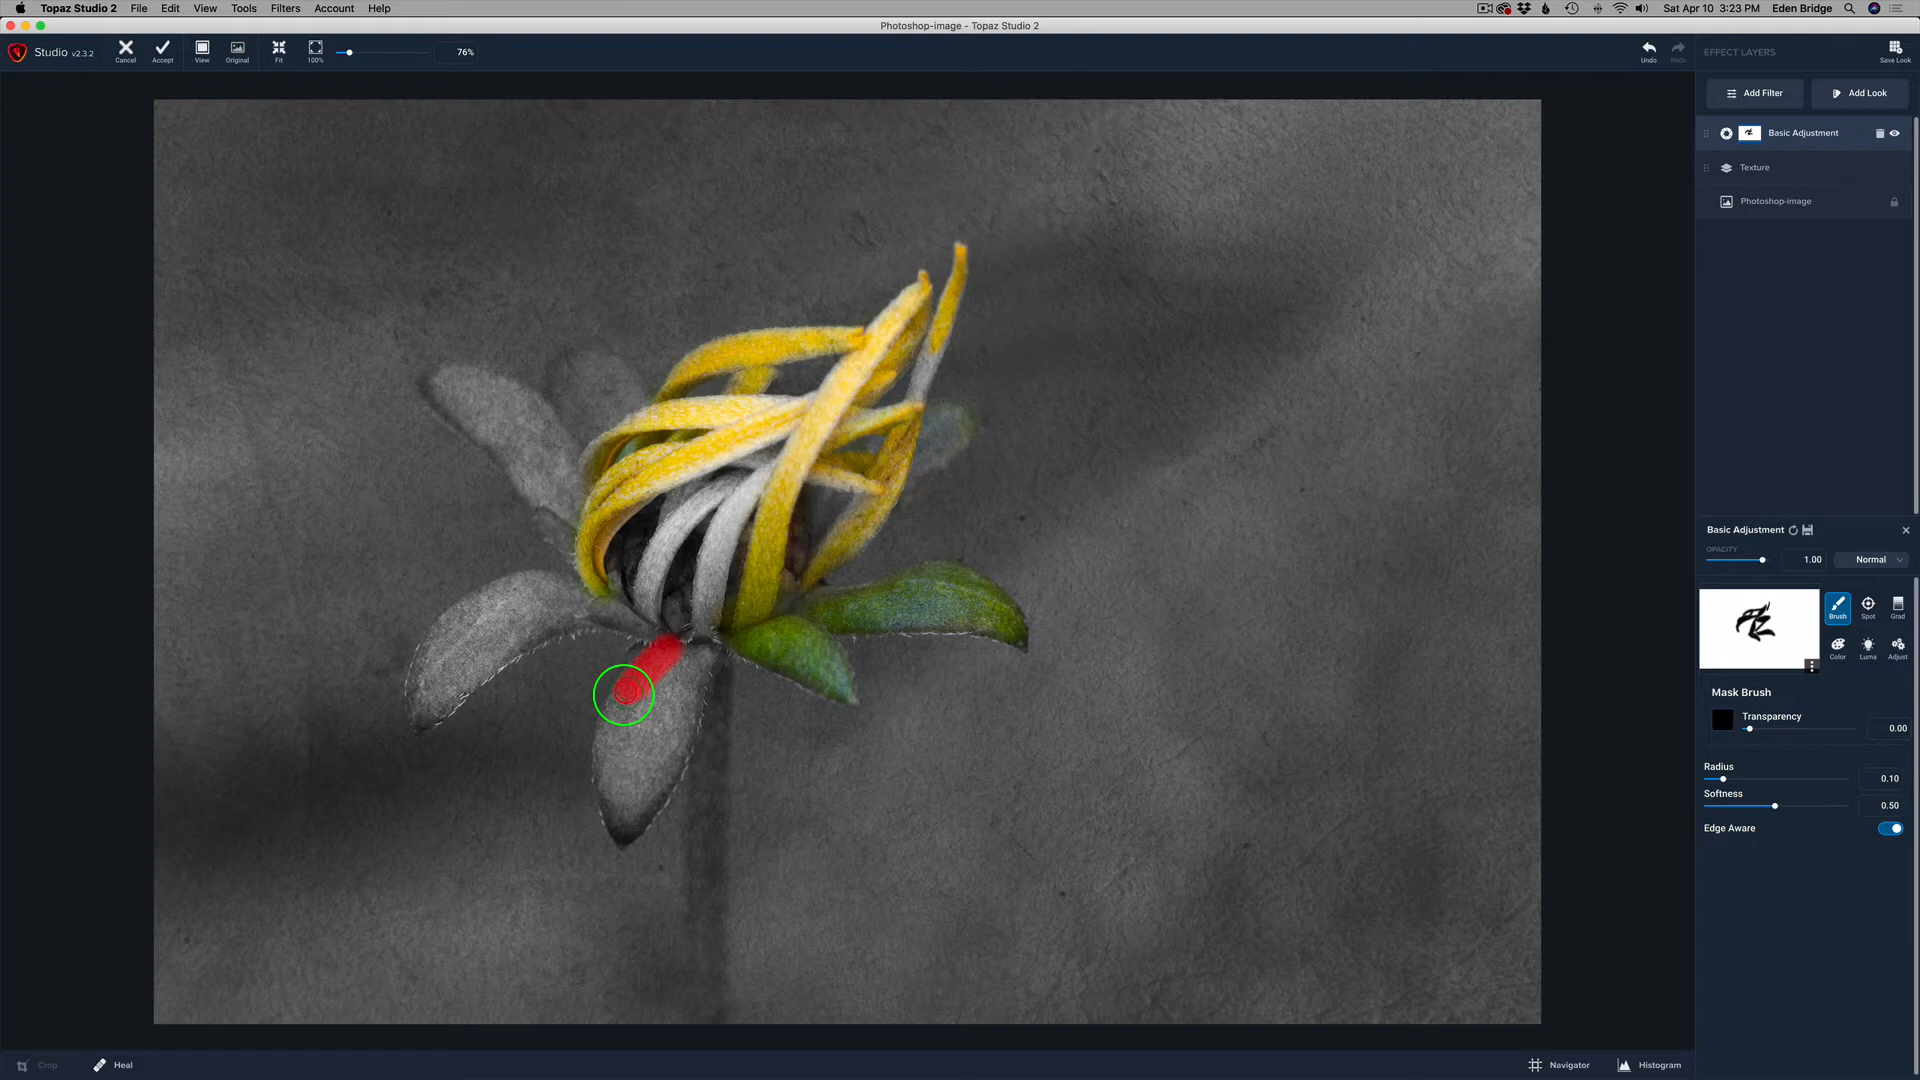 Topaz Studio 2 File Edit View Tools Filters Account Help Sat Apr 10 3:23 PM Eden Bridge
Photoshop-image - Topaz Studio 2
Studio v2.3.2
Cancel Accept View Original Fit 100% 76% Undo Redo
EFFECT LAYERS
Save Look
Add Filter Add Look
Basic Adjustment
Texture
Photoshop-image
Basic Adjustment
OPACITY 1.00 Normal
Brush Spot Grad
Color Luma Adjust
Mask Brush
Transparency
0.00
Radius
0.10
Softness
0.50
Edge Aware
Crop Heal Navigator Histogram